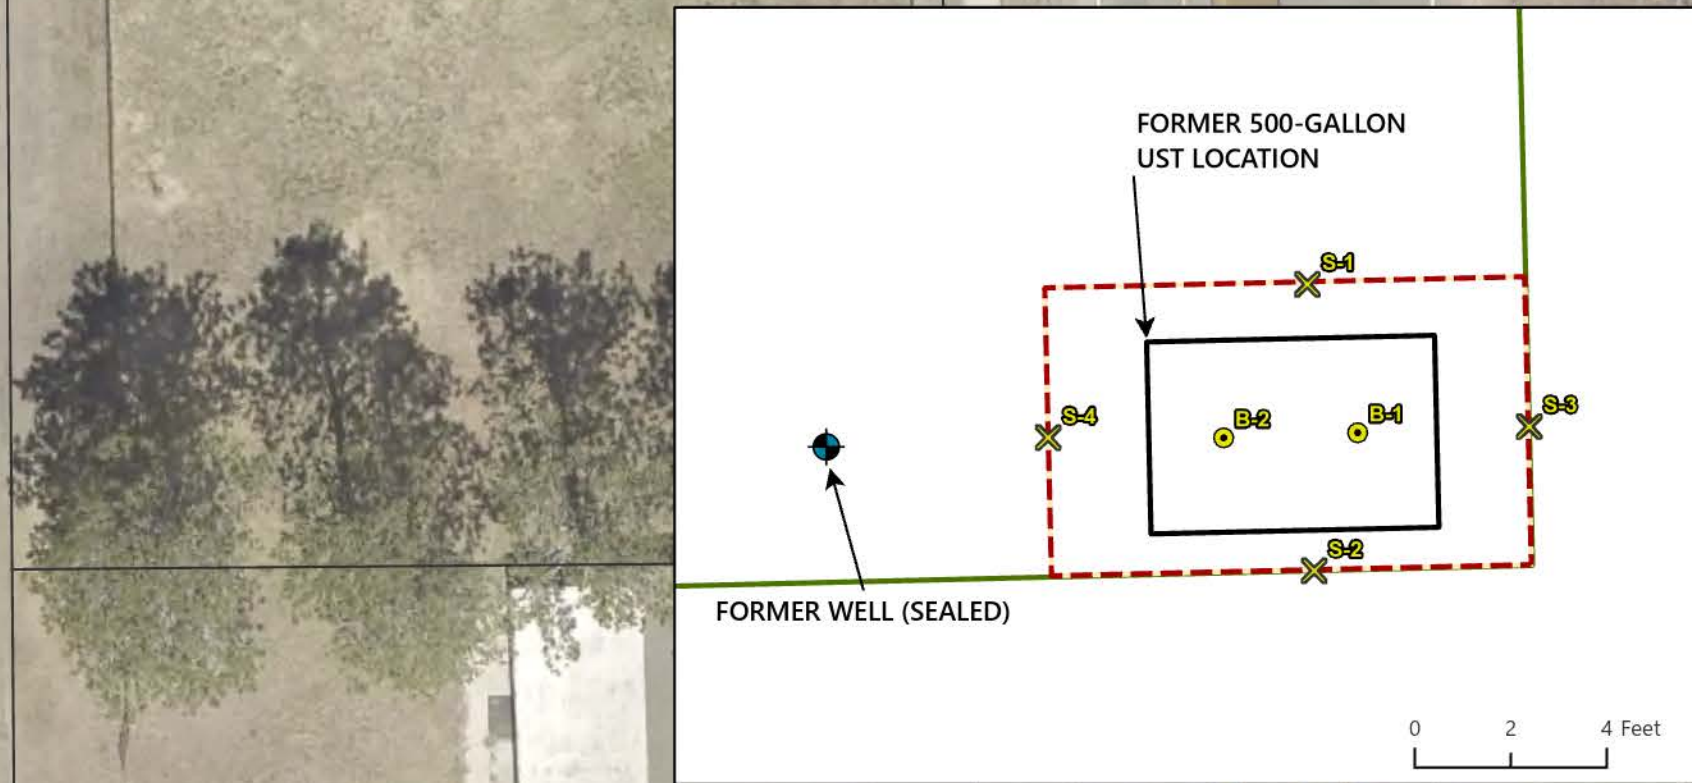 FORMER 500-GALLON
UST LOCATION
S-1
S-4
B-2
B-1
S-3
S-2
FORMER WELL (SEALED)
0 2 4 Feet